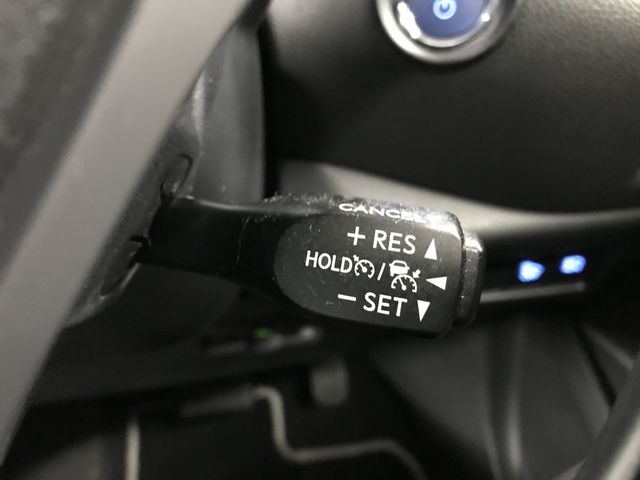 CANCEL
+ RES ▲
HOLD / ◀
− SET ▼